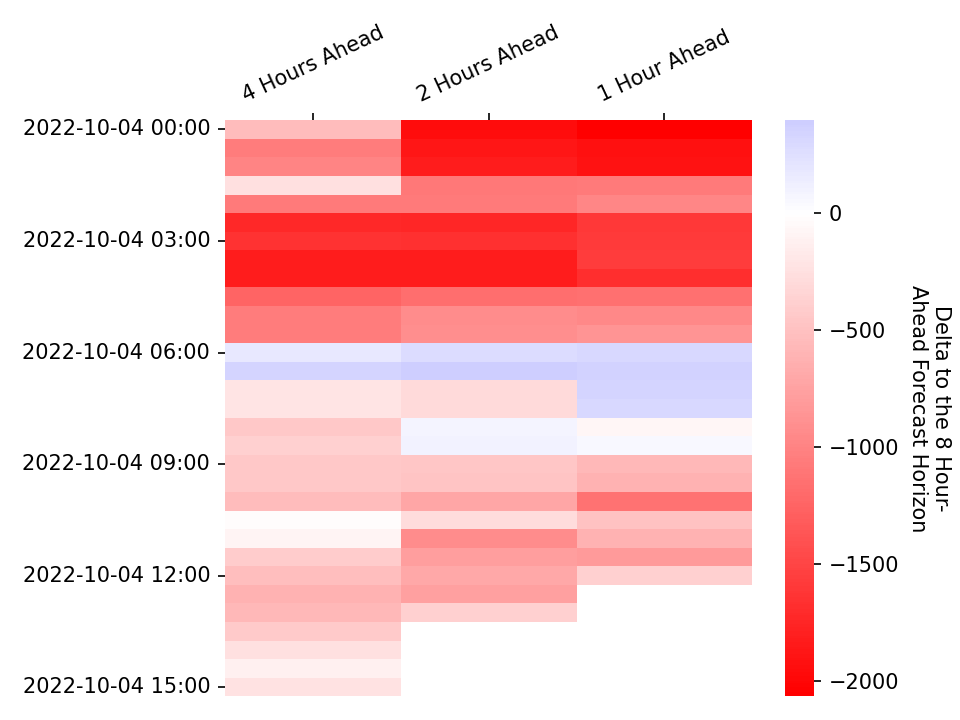 4 Hours Ahead
2 Hours Ahead
1 Hour Ahead
2022-10-04 00:00
2022-10-04 03:00
2022-10-04 06:00
2022-10-04 09:00
2022-10-04 12:00
2022-10-04 15:00
0
−500
−1000
−1500
−2000
Delta to the 8 Hour-
Ahead Forecast Horizon